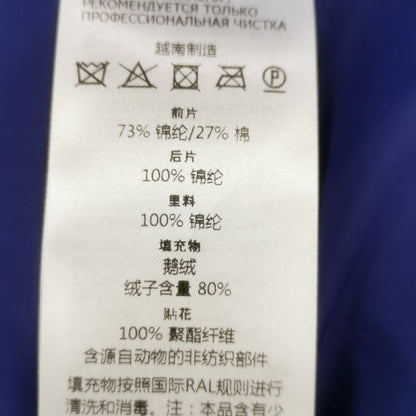 РЕКОМЕНДУЕТСЯ ТОЛЬКО
ПРОФЕССИОНАЛЬНАЯ ЧИСТКА
越南制造
P
前片
73% 锦纶/27% 棉
后片
100% 锦纶
里料
100% 锦纶
填充物
鹅绒
绒子含量 80%
贴花
100% 聚酯纤维
含源自动物的非纺织部件
填充物按照国际RAL规则进行
清洗和消毒。注：本品含有少